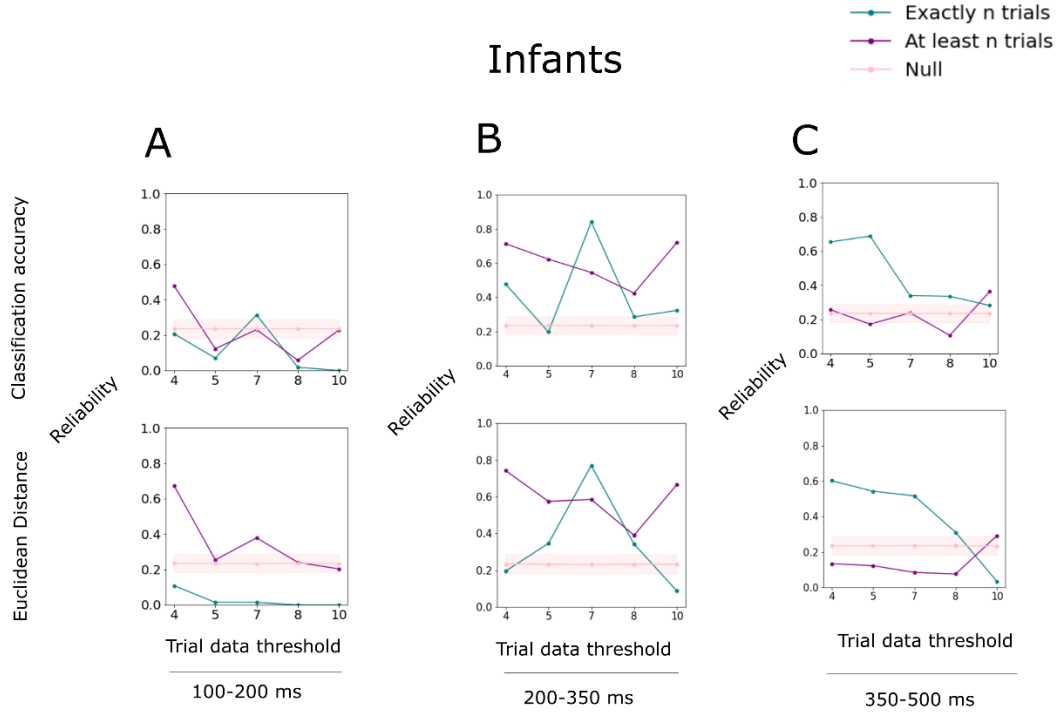 Exactly n trials
At least n trials
Null
Infants
A
B
C
Classification accuracy
Euclidean Distance
Reliability
1.0
0.8
0.6
0.4
0.2
0.0
4 5 7 8 10
Reliability
1.0
0.8
0.6
0.4
0.2
0.0
4 5 7 8 10
Reliability
1.0
0.8
0.6
0.4
0.2
0.0
4 5 7 8 10
1.0
0.8
0.6
0.4
0.2
0.0
4 5 7 8 10
1.0
0.8
0.6
0.4
0.2
0.0
4 5 7 8 10
1.0
0.8
0.6
0.4
0.2
0.0
4 5 7 8 10
Trial data threshold
Trial data threshold
Trial data threshold
100-200 ms
200-350 ms
350-500 ms